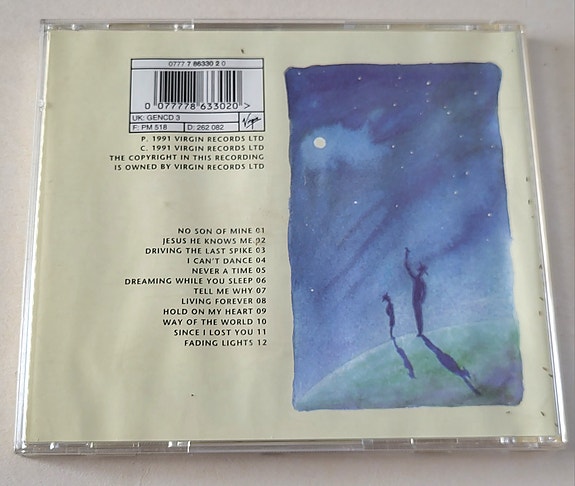 0777 7 86330 2 0
0 077778 633020 >
UK: GENCD 3
F: PM 518 D: 262 082
Virgin
P. 1991 VIRGIN RECORDS LTD
C. 1991 VIRGIN RECORDS LTD
THE COPYRIGHT IN THIS RECORDING
IS OWNED BY VIRGIN RECORDS LTD
NO SON OF MINE 01
JESUS HE KNOWS ME 02
DRIVING THE LAST SPIKE 03
I CAN'T DANCE 04
NEVER A TIME 05
DREAMING WHILE YOU SLEEP 06
TELL ME WHY 07
LIVING FOREVER 08
HOLD ON MY HEART 09
WAY OF THE WORLD 10
SINCE I LOST YOU 11
FADING LIGHTS 12